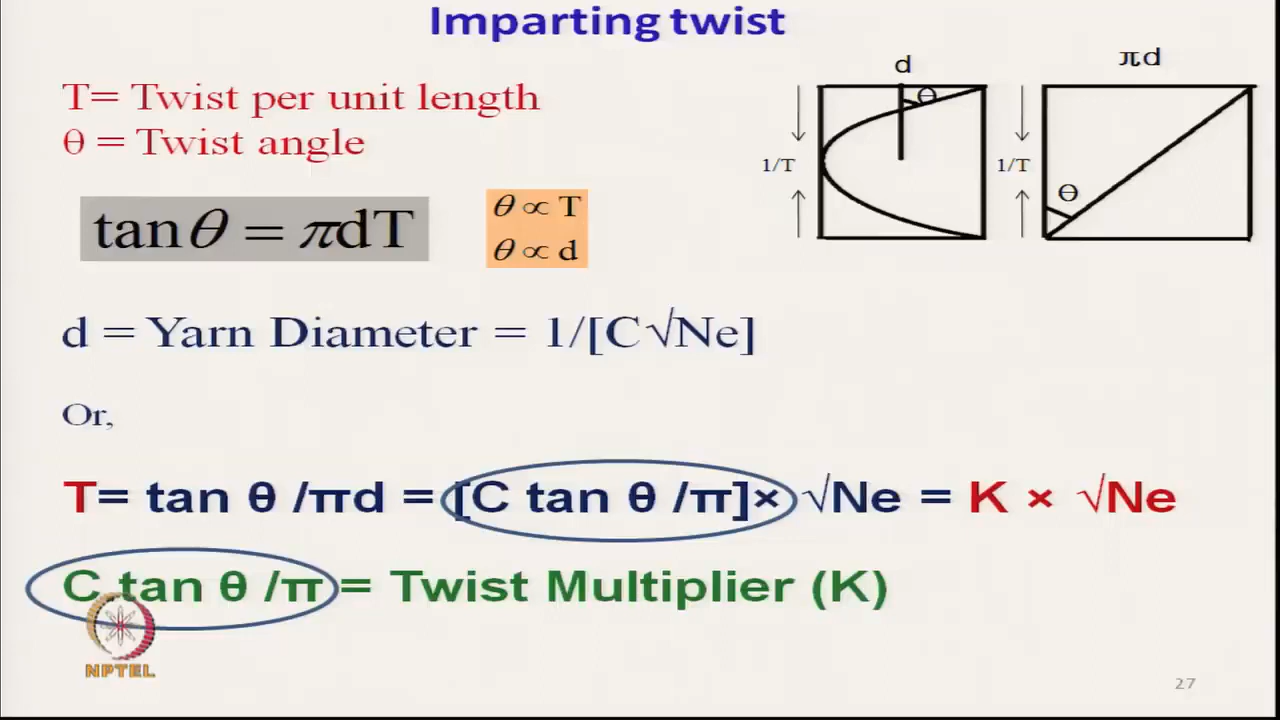 Imparting twist
T= Twist per unit length
θ = Twist angle
tanθ = πdT
θ ∝ T
θ ∝ d
d
θ
1/T
πd
θ
1/T
d = Yarn Diameter = 1/[C√Ne]
Or,
T= tan θ /πd = [C tan θ /π]× √Ne = K × √Ne
C tan θ /π = Twist Multiplier (K)
NPTEL
27